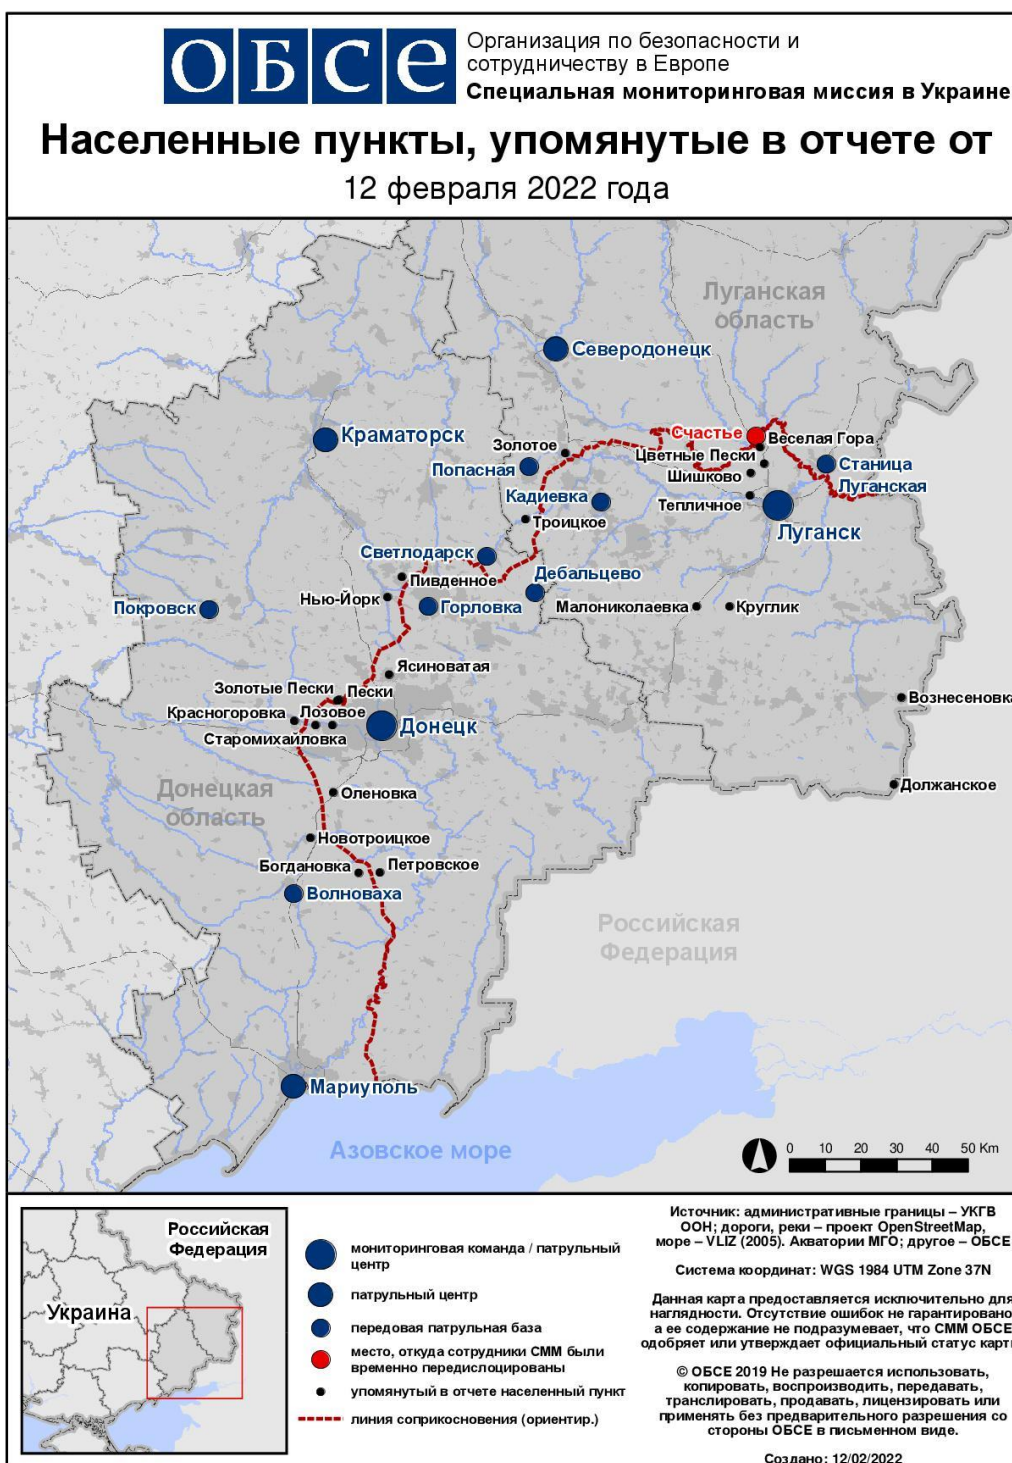 ОБСЕ
Организация по безопасности и
сотрудничеству в Европе
Специальная мониторинговая миссия в Украине
Населенные пункты, упомянутые в отчете от
12 февраля 2022 года
Луганская
область
Северодонецк
Краматорск
Счастье
Веселая Гора
Золотое
Цветные Пески
Попасная
Станица
Луганская
Шишково
Кадиевка
Тепличное
Троицкое
Луганск
Светлодарск
Пивденное
Дебальцево
Нью-Йорк
Горловка
Малониколаевка
Круглик
Покровск
Ясиноватая
Золотые Пески
Пески
Вознесеновка
Красногоровка
Лозовое
Донецк
Старомихайловка
Донецкая
область
Оленовка
Должанское
Новотроицкое
Богдановка
Петровское
Волноваха
Российская
Федерация
Мариуполь
Азовское море
0 10 20 30 40 50 Km
Российская
Федерация
Украина
мониторинговая команда / патрульный
центр
патрульный центр
передовая патрульная база
место, откуда сотрудники СММ были
временно передислоцированы
упомянутый в отчете населенный пункт
линия соприкосновения (ориентир.)
Источник: административные границы – УКГВ
ООН; дороги, реки – проект OpenStreetMap,
море – VLIZ (2005). Акватории МГО; другое – ОБСЕ
Система координат: WGS 1984 UTM Zone 37N
Данная карта предоставляется исключительно для
наглядности. Отсутствие ошибок не гарантировано,
а ее содержание не подразумевает, что СММ ОБСЕ
одобряет или утверждает официальный статус карты
© ОБСЕ 2019 Не разрешается использовать,
копировать, воспроизводить, передавать,
транслировать, продавать, лицензировать или
применять без предварительного разрешения со
стороны ОБСЕ в письменном виде.
Создано: 12/02/2022